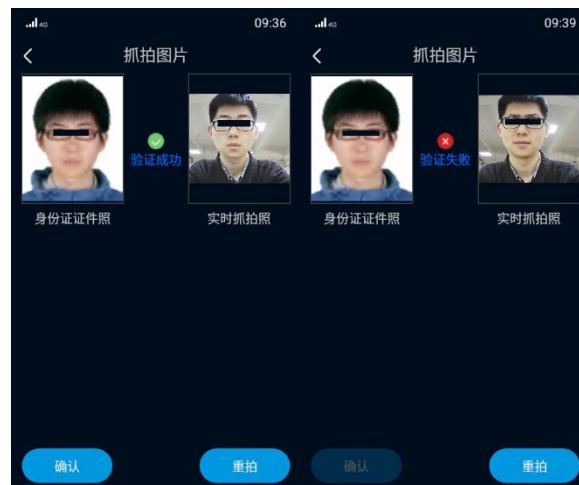 4G 09:36
抓拍图片
验证成功
身份证证件照 实时抓拍照
确认 重拍
4G 09:39
抓拍图片
验证失败
身份证证件照 实时抓拍照
确认 重拍